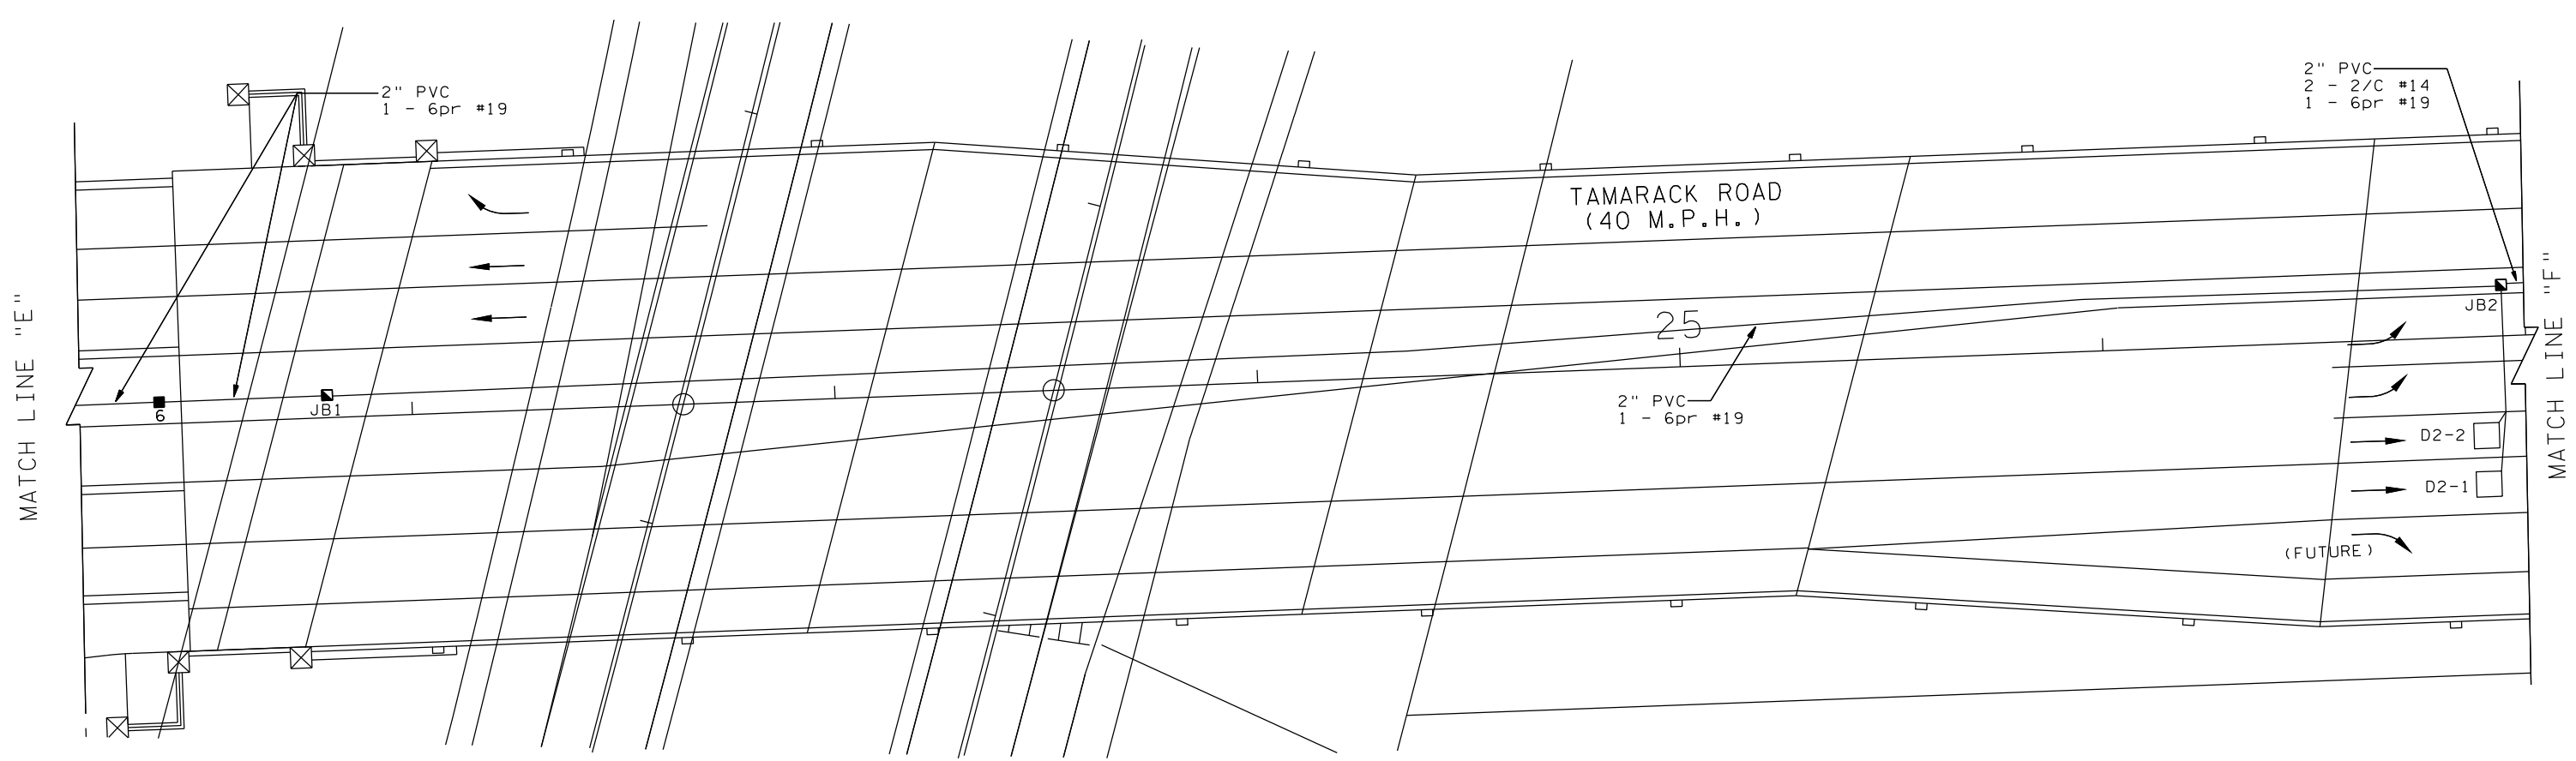 2" PVC
1 - 6pr #19
2" PVC
2 - 2/C #14
1 - 6pr #19
TAMARACK ROAD
(40 M.P.H.)
MATCH LINE "E"
MATCH LINE "F"
JB2
25
6
JB1
2" PVC
1 - 6pr #19
D2-2
D2-1
(FUTURE)